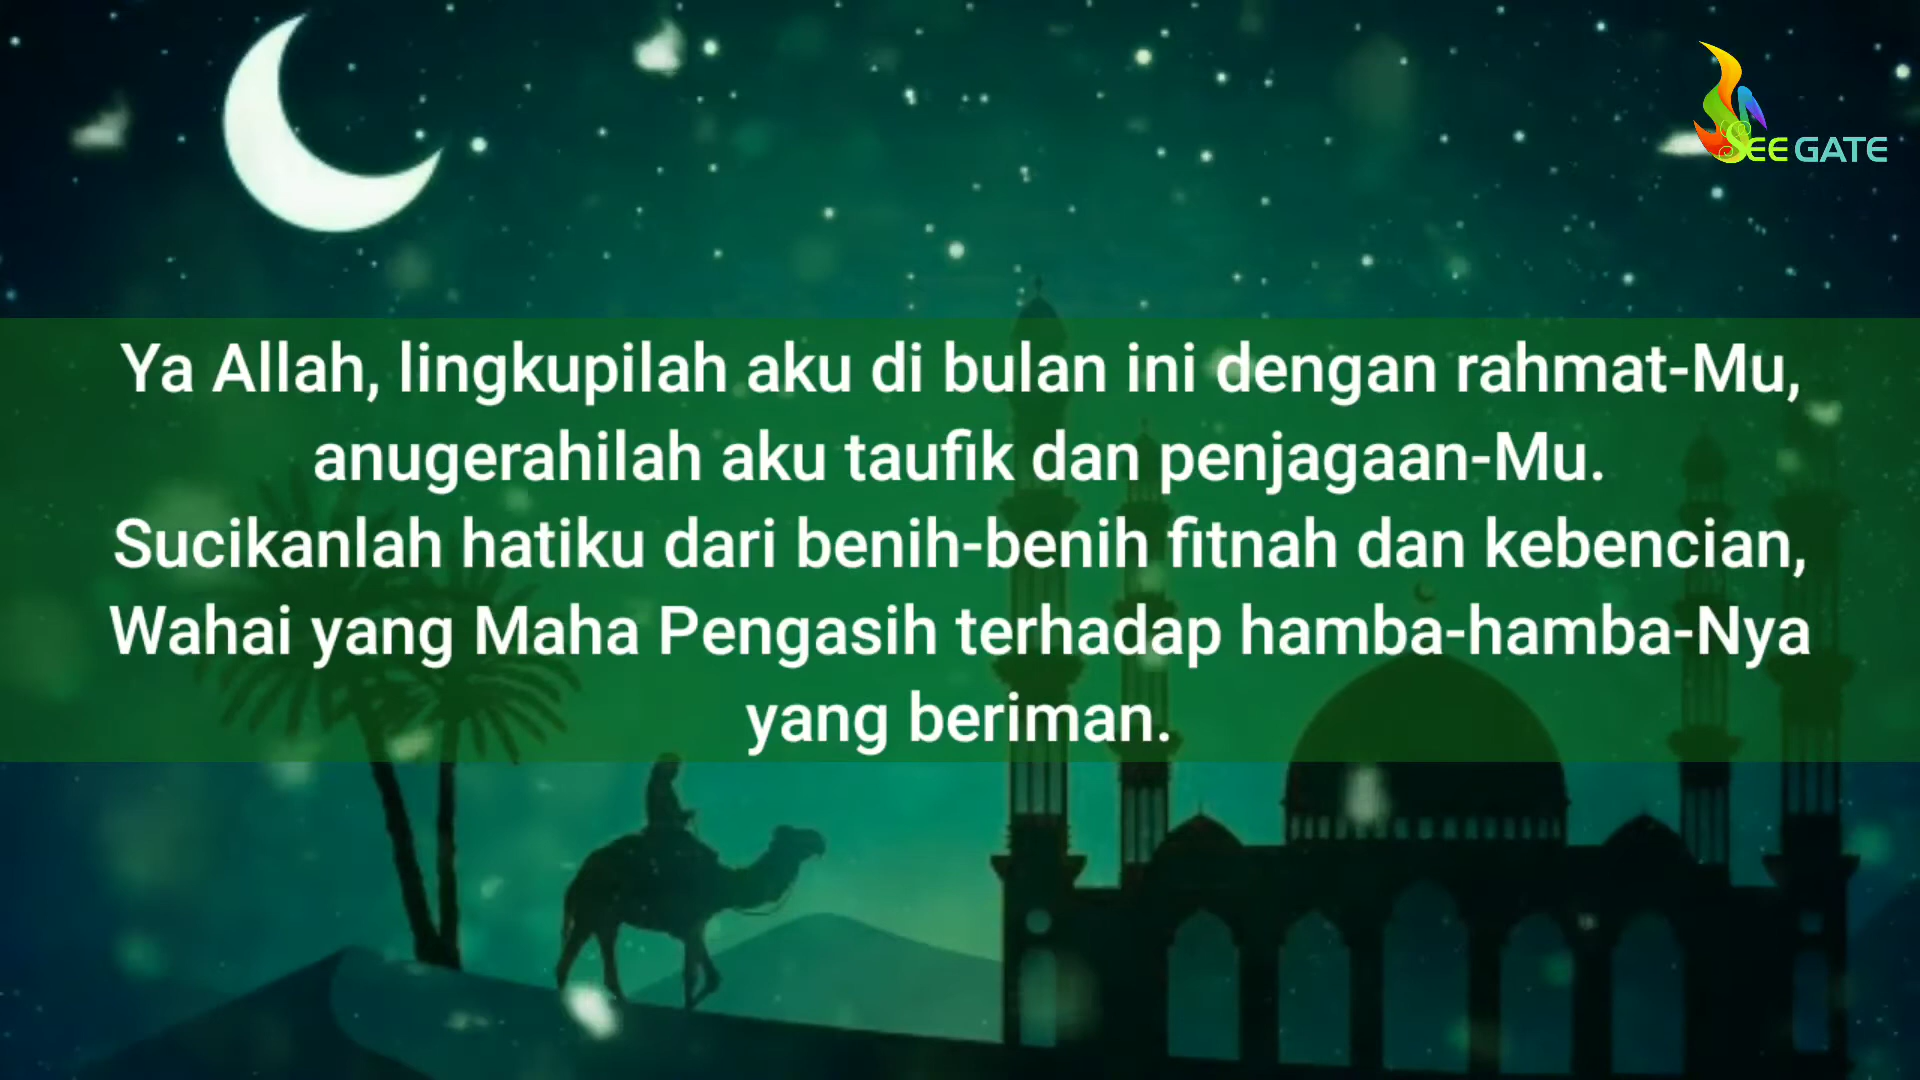 SEE GATE
Ya Allah, lingkupilah aku di bulan ini dengan rahmat-Mu,
anugerahilah aku taufik dan penjagaan-Mu.
Sucikanlah hatiku dari benih-benih fitnah dan kebencian,
Wahai yang Maha Pengasih terhadap hamba-hamba-Nya
yang beriman.